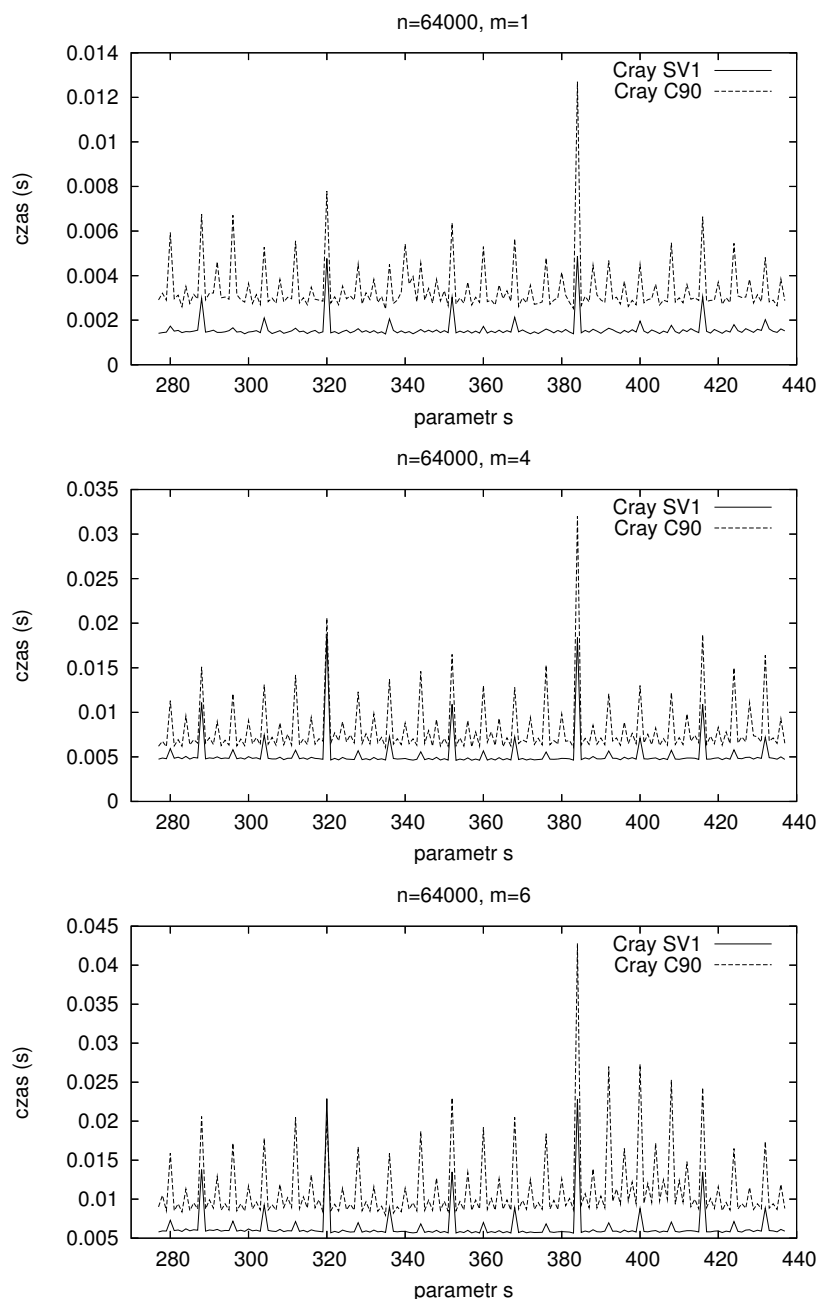 n=64000, m=1
0.014
0.012
0.01
0.008
0.006
0.004
0.002
0
czas (s)
Cray SV1
Cray C90
280 300 320 340 360 380 400 420 440
parametr s
n=64000, m=4
0.035
0.03
0.025
0.02
0.015
0.01
0.005
0
czas (s)
Cray SV1
Cray C90
280 300 320 340 360 380 400 420 440
parametr s
n=64000, m=6
0.045
0.04
0.035
0.03
0.025
0.02
0.015
0.01
0.005
czas (s)
Cray SV1
Cray C90
280 300 320 340 360 380 400 420 440
parametr s